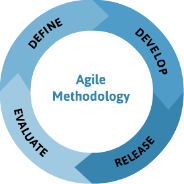 DEFINE
DEVELOP
RELEASE
EVALUATE
Agile
Methodology